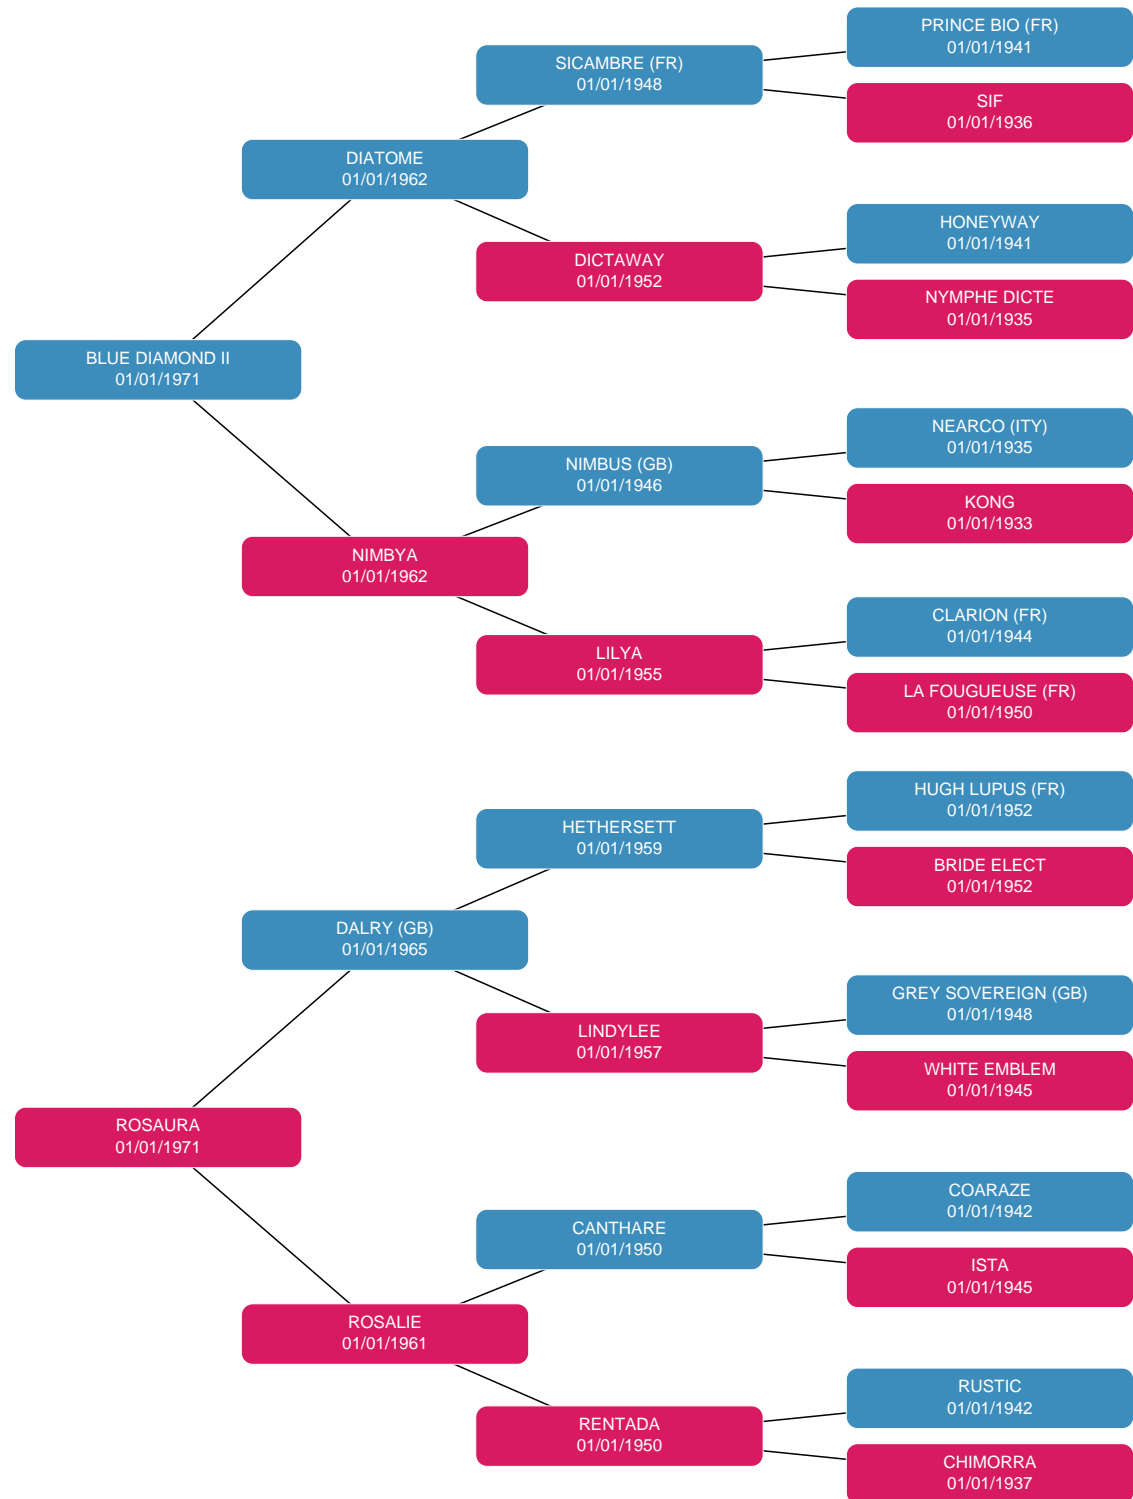 PRINCE BIO (FR)
01/01/1941
SICAMBRE (FR)
01/01/1948
SIF
01/01/1936
DIATOME
01/01/1962
HONEYWAY
01/01/1941
DICTAWAY
01/01/1952
NYMPHE DICTE
01/01/1935
BLUE DIAMOND II
01/01/1971
NEARCO (ITY)
01/01/1935
NIMBUS (GB)
01/01/1946
KONG
01/01/1933
NIMBYA
01/01/1962
CLARION (FR)
01/01/1944
LILYA
01/01/1955
LA FOUGUEUSE (FR)
01/01/1950
HUGH LUPUS (FR)
01/01/1952
HETHERSETT
01/01/1959
BRIDE ELECT
01/01/1952
DALRY (GB)
01/01/1965
GREY SOVEREIGN (GB)
01/01/1948
LINDYLEE
01/01/1957
WHITE EMBLEM
01/01/1945
ROSAURA
01/01/1971
COARAZE
01/01/1942
CANTHARE
01/01/1950
ISTA
01/01/1945
ROSALIE
01/01/1961
RUSTIC
01/01/1942
RENTADA
01/01/1950
CHIMORRA
01/01/1937